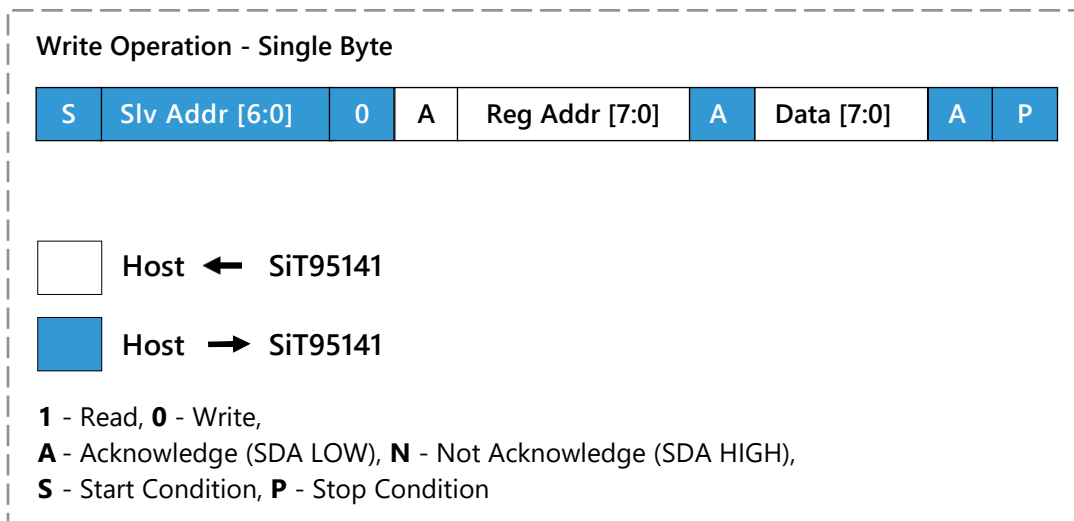 Write Operation - Single Byte
S Slv Addr [6:0] 0 A Reg Addr [7:0] A Data [7:0] A P
Host ← SiT95141
Host → SiT95141
1 - Read, 0 - Write,
A - Acknowledge (SDA LOW), N - Not Acknowledge (SDA HIGH),
S - Start Condition, P - Stop Condition